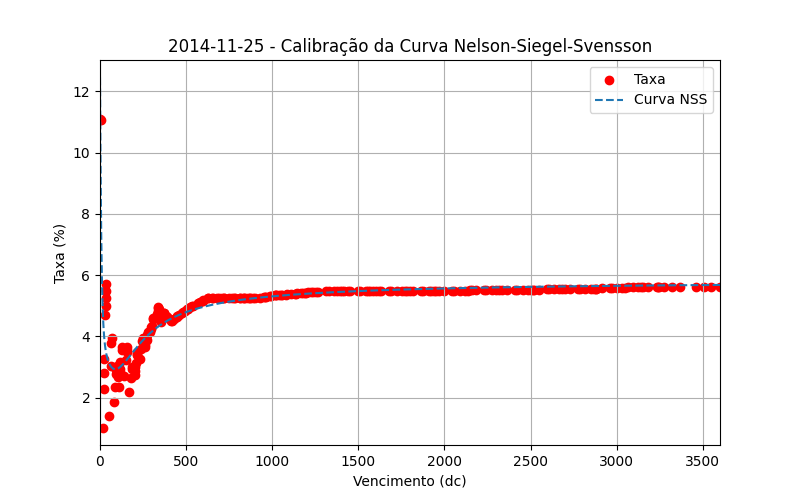 2014-11-25 - Calibração da Curva Nelson-Siegel-Svensson
Taxa
Curva NSS
12
10
8
6
4
2
Taxa (%)
0 500 1000 1500 2000 2500 3000 3500
Vencimento (dc)